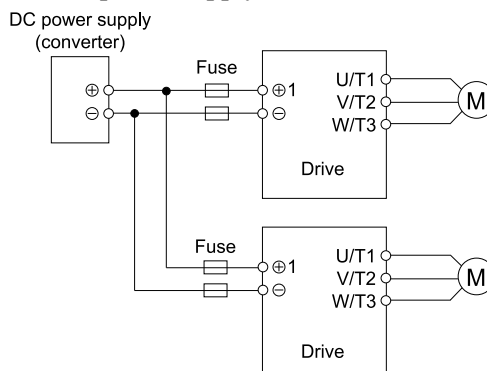 DC power supply
(converter)
Fuse
⊕
⊖
⊕1
⊖
U/T1
V/T2
W/T3
M
Drive
Fuse
⊕1
⊖
U/T1
V/T2
W/T3
M
Drive